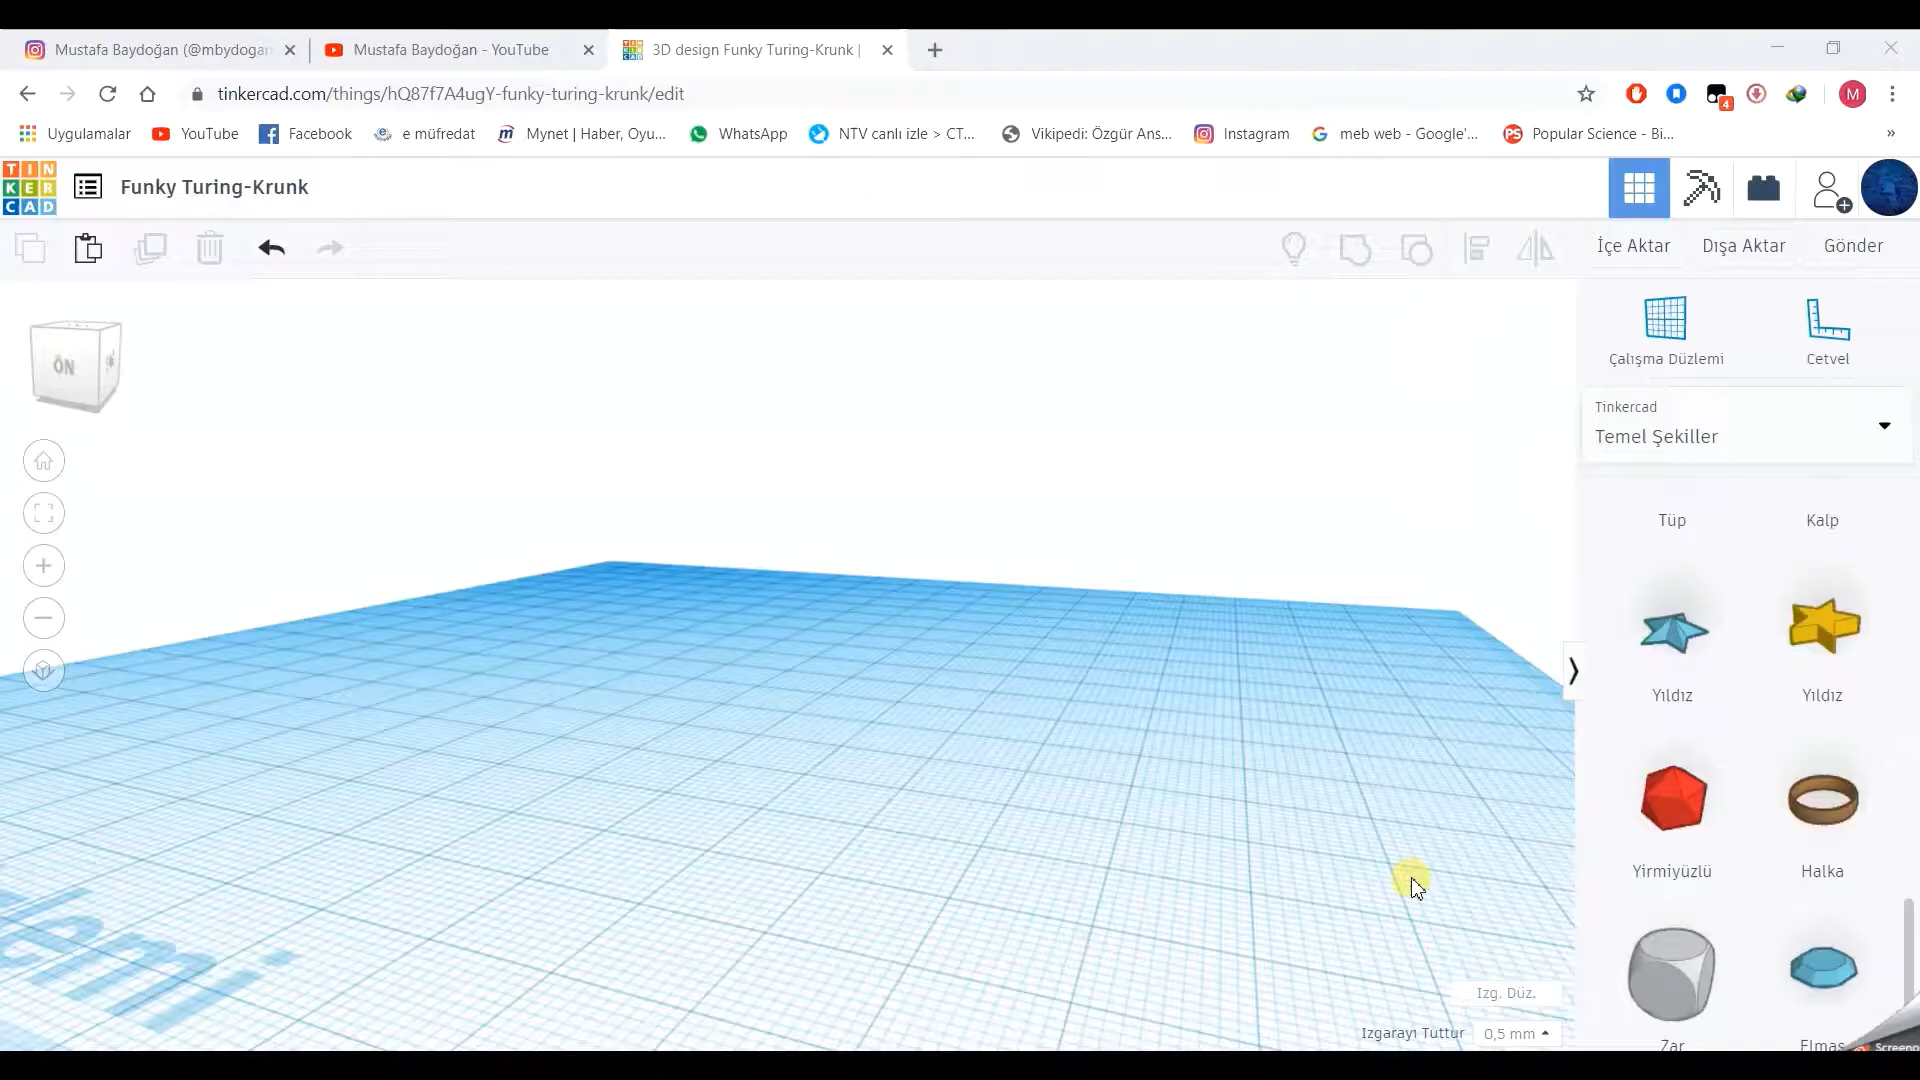 Mustafa Baydoğan (@mbydogan
Mustafa Baydoğan - YouTube
3D design Funky Turing-Krunk |
tinkercad.com/things/hQ87f7A4ugY-funky-turing-krunk/edit
4
M
Uygulamalar
YouTube
Facebook
e müfredat
Mynet | Haber, Oyu...
WhatsApp
NTV canlı izle > CT...
Vikipedi: Özgür Ans...
Instagram
meb web - Google'...
PS
Popular Science - Bi...
»
TIN
KER
CAD
Funky Turing-Krunk
İçe Aktar
Dışa Aktar
Gönder
ÖN
Çalışma Düzlemi
Cetvel
Tinkercad
Temel Şekiller
Tüp
Kalp
Yıldız
Yıldız
Yirmiyüzlü
Halka
Zar
Elmas
Izg. Düz.
Izgarayı Tuttur
0,5 mm